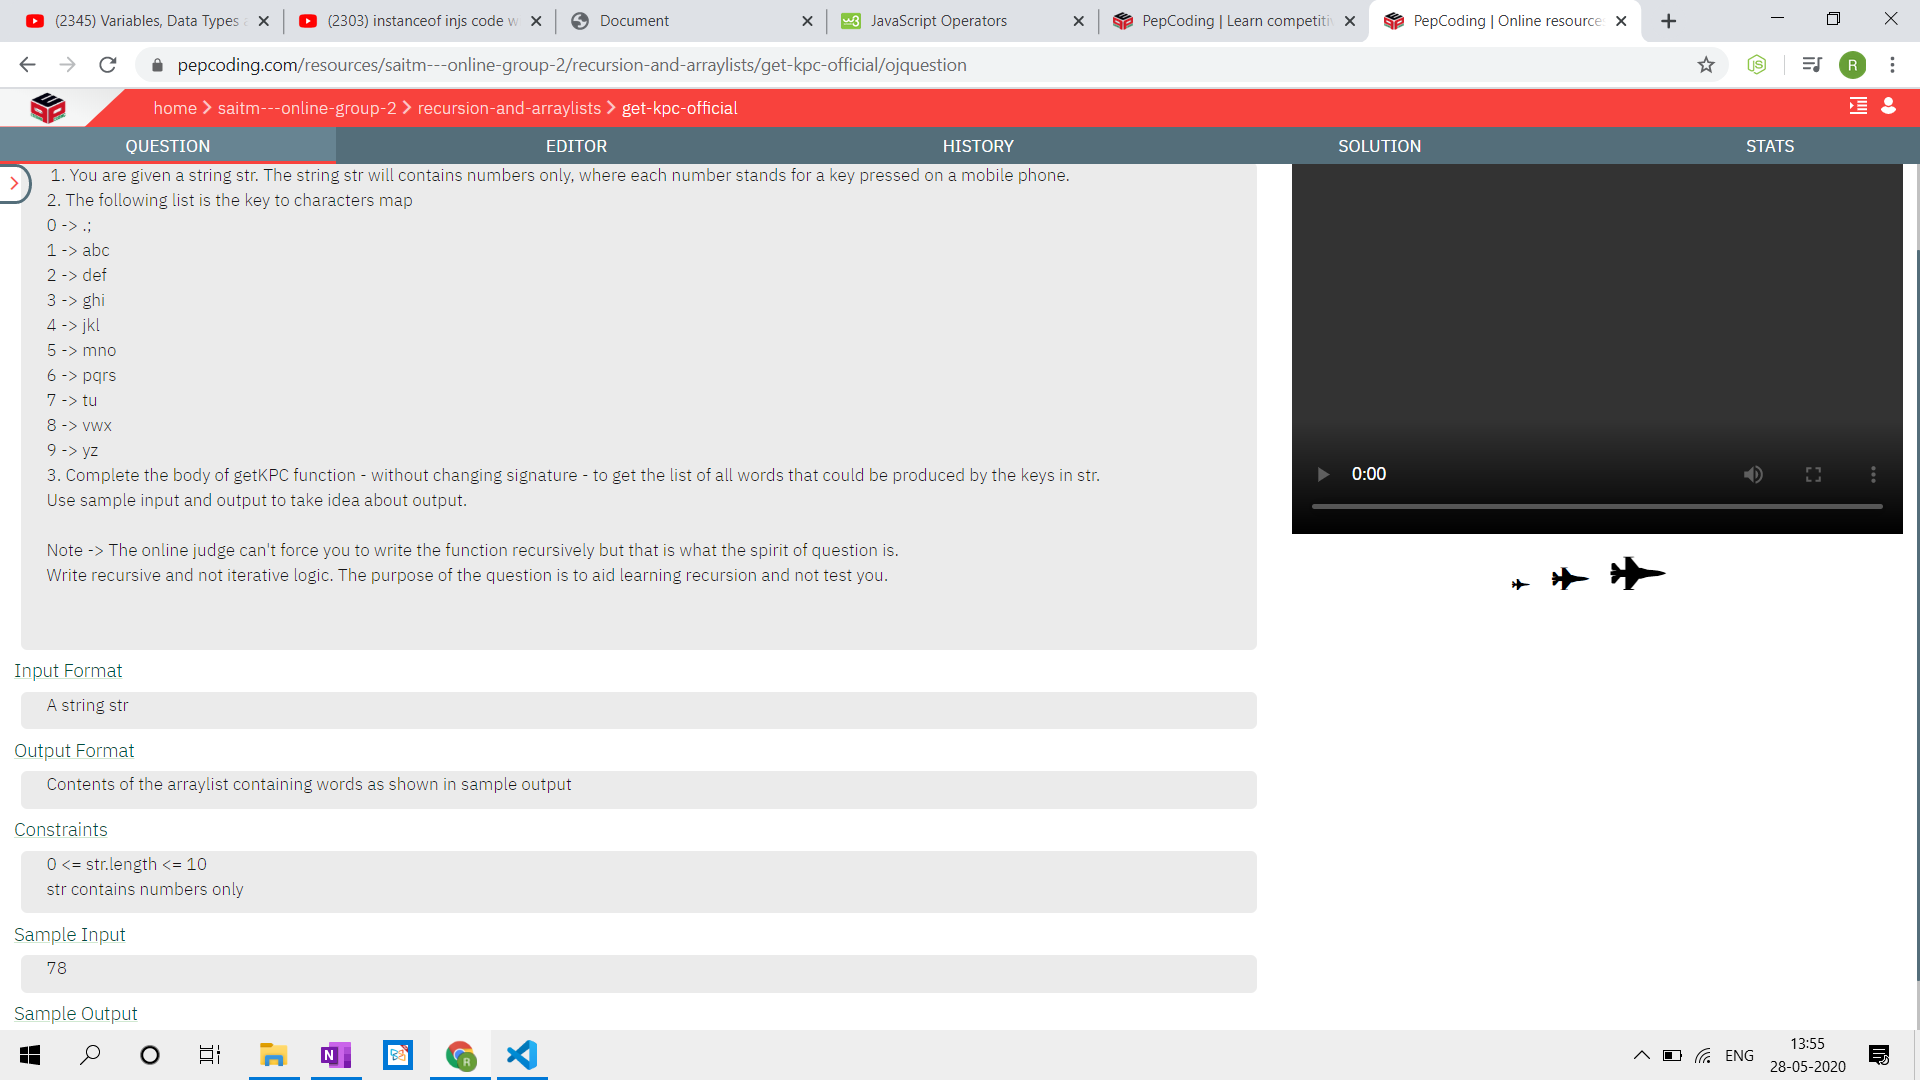 (2345) Variables, Data Types
(2303) instanceof injs code w
Document
JavaScript Operators
PepCoding | Learn competiti
PepCoding | Online resource
pepcoding.com/resources/saitm---online-group-2/recursion-and-arraylists/get-kpc-official/ojquestion
R
home > saitm---online-group-2 > recursion-and-arraylists > get-kpc-official
QUESTION EDITOR HISTORY SOLUTION STATS
1. You are given a string str. The string str will contains numbers only, where each number stands for a key pressed on a mobile phone.
2. The following list is the key to characters map
0 -> .;
1 -> abc
2 -> def
3 -> ghi
4 -> jkl
5 -> mno
6 -> pqrs
7 -> tu
8 -> vwx
9 -> yz
3. Complete the body of getKPC function - without changing signature - to get the list of all words that could be produced by the keys in str.
Use sample input and output to take idea about output.
Note -> The online judge can't force you to write the function recursively but that is what the spirit of question is.
Write recursive and not iterative logic. The purpose of the question is to aid learning recursion and not test you.
0:00
Input Format
A string str
Output Format
Contents of the arraylist containing words as shown in sample output
Constraints
0 <= str.length <= 10
str contains numbers only
Sample Input
78
Sample Output
ENG
13:55
28-05-2020